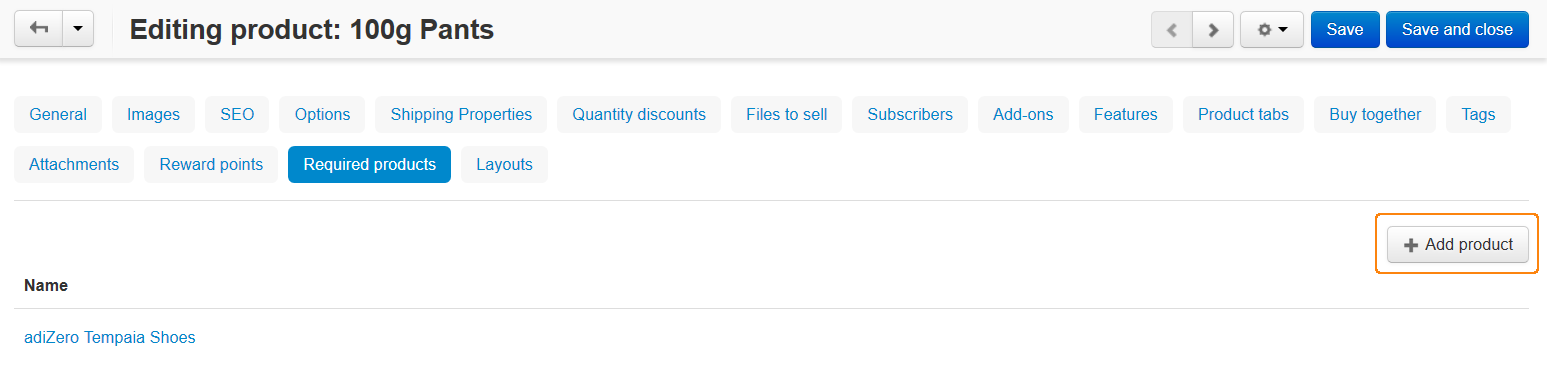 Editing product: 100g Pants
Save
Save and close
General Images SEO Options Shipping Properties Quantity discounts Files to sell Subscribers Add-ons Features Product tabs Buy together Tags
Attachments Reward points Required products Layouts
Add product
Name
adiZero Tempaia Shoes